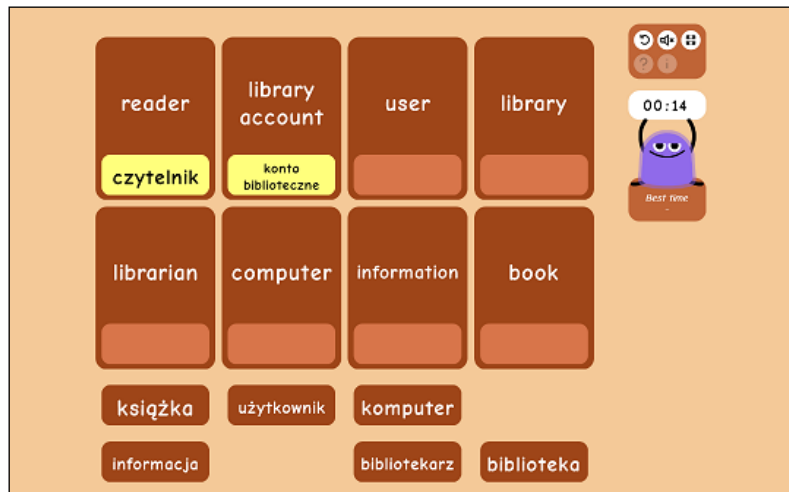 reader
library
account
user
library
czytelnik
konto
biblioteczne
librarian
computer
information
book
książka
użytkownik
komputer
informacja
bibliotekarz
biblioteka
? i
00:14
Best time
-